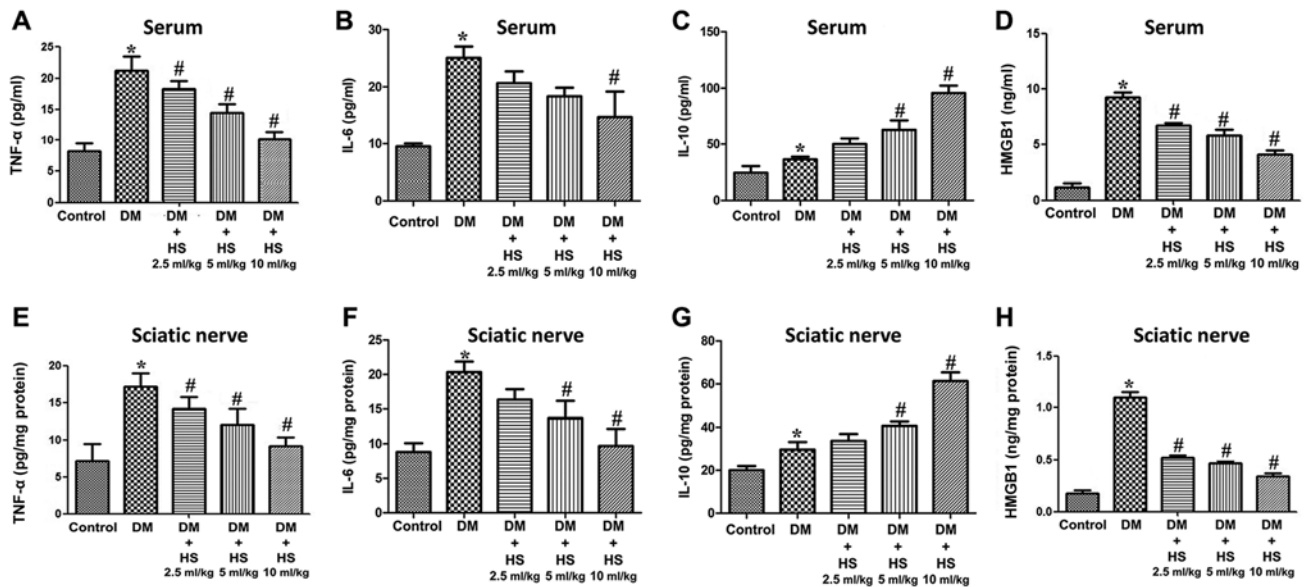 A
Serum
TNF-α (pg/ml)
25
20
15
10
5
0
*
#
#
#
Control
DM
DM
+
HS
2.5 ml/kg
DM
+
HS
5 ml/kg
DM
+
HS
10 ml/kg
B
Serum
IL-6 (pg/ml)
30
20
10
0
*
#
Control
DM
DM
+
HS
2.5 ml/kg
DM
+
HS
5 ml/kg
DM
+
HS
10 ml/kg
C
Serum
IL-10 (pg/ml)
150
100
50
0
*
#
#
Control
DM
DM
+
HS
2.5 ml/kg
DM
+
HS
5 ml/kg
DM
+
HS
10 ml/kg
D
Serum
HMGB1 (ng/ml)
15
10
5
0
*
#
#
#
Control
DM
DM
+
HS
2.5 ml/kg
DM
+
HS
5 ml/kg
DM
+
HS
10 ml/kg
E
Sciatic nerve
TNF-α (pg/mg protein)
20
15
10
5
0
*
#
#
#
Control
DM
DM
+
HS
2.5 ml/kg
DM
+
HS
5 ml/kg
DM
+
HS
10 ml/kg
F
Sciatic nerve
IL-6 (pg/mg protein)
25
20
15
10
5
0
*
#
#
Control
DM
DM
+
HS
2.5 ml/kg
DM
+
HS
5 ml/kg
DM
+
HS
10 ml/kg
G
Sciatic nerve
IL-10 (pg/mg protein)
80
60
40
20
0
*
#
#
Control
DM
DM
+
HS
2.5 ml/kg
DM
+
HS
5 ml/kg
DM
+
HS
10 ml/kg
H
Sciatic nerve
HMGB1 (ng/mg protein)
1.5
1.0
0.5
0.0
*
#
#
#
Control
DM
DM
+
HS
2.5 ml/kg
DM
+
HS
5 ml/kg
DM
+
HS
10 ml/kg